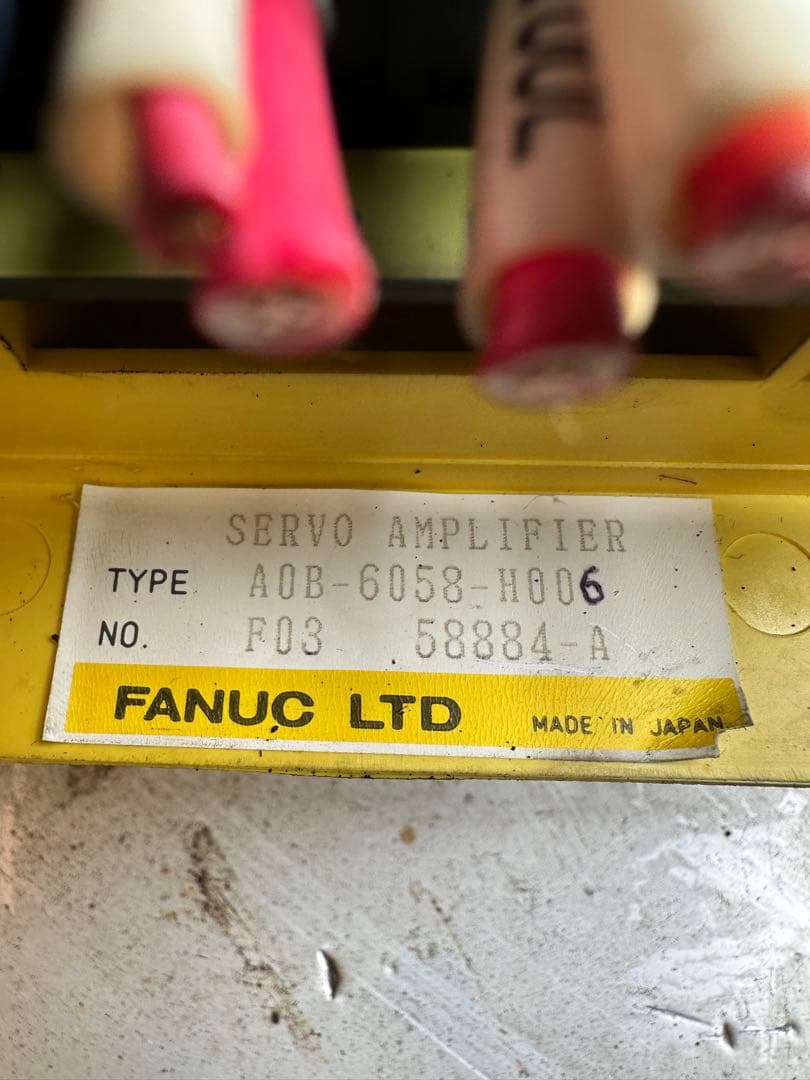 SERVO AMPLIFIER
TYPE A0B-6058-H006
NO. F03 58884-A
FANUC LTD MADE IN JAPAN